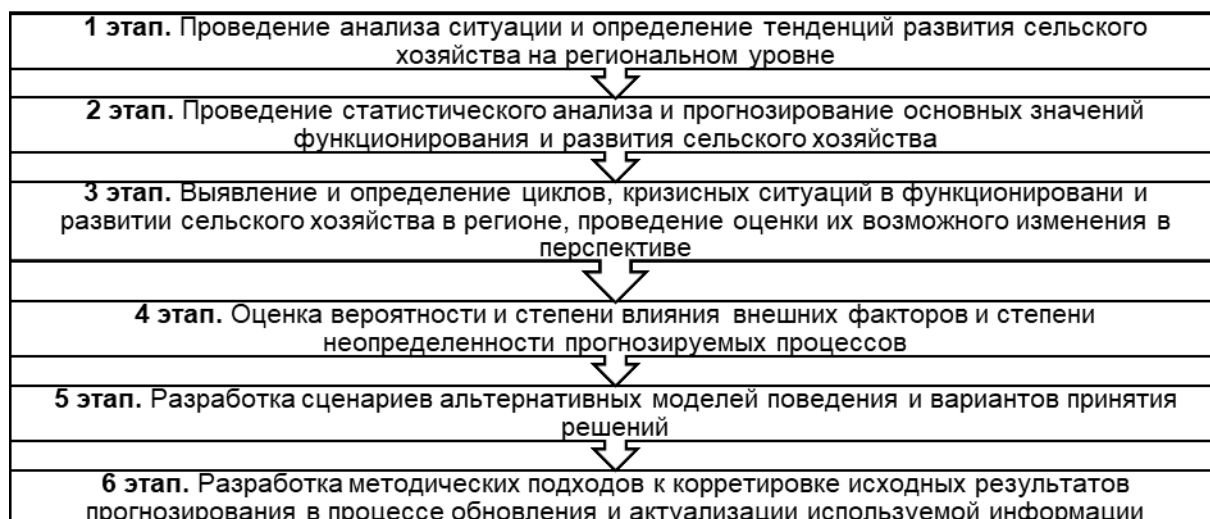 1 этап. Проведение анализа ситуации и определение тенденций развития сельского
хозяйства на региональном уровне
2 этап. Проведение статистического анализа и прогнозирование основных значений
функционирования и развития сельского хозяйства
3 этап. Выявление и определение циклов, кризисных ситуаций в функционировани и
развитии сельского хозяйства в регионе, проведение оценки их возможного изменения в
перспективе
4 этап. Оценка вероятности и степени влияния внешних факторов и степени
неопределенности прогнозируемых процессов
5 этап. Разработка сценариев альтернативных моделей поведения и вариантов принятия
решений
6 этап. Разработка методических подходов к корретировке исходных результатов
прогнозирования в процессе обновления и актуализации используемой информации